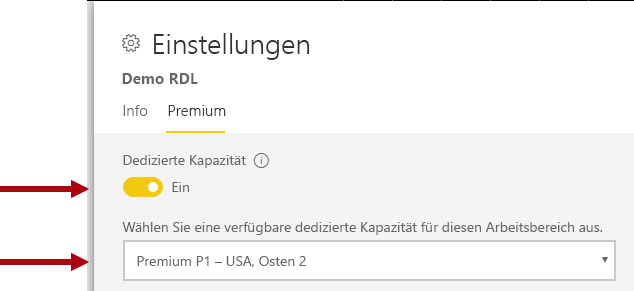 Einstellungen
Demo RDL
Info Premium
Dedizierte Kapazität
Ein
Wählen Sie eine verfügbare dedizierte Kapazität für diesen Arbeitsbereich aus.
Premium P1 – USA, Osten 2